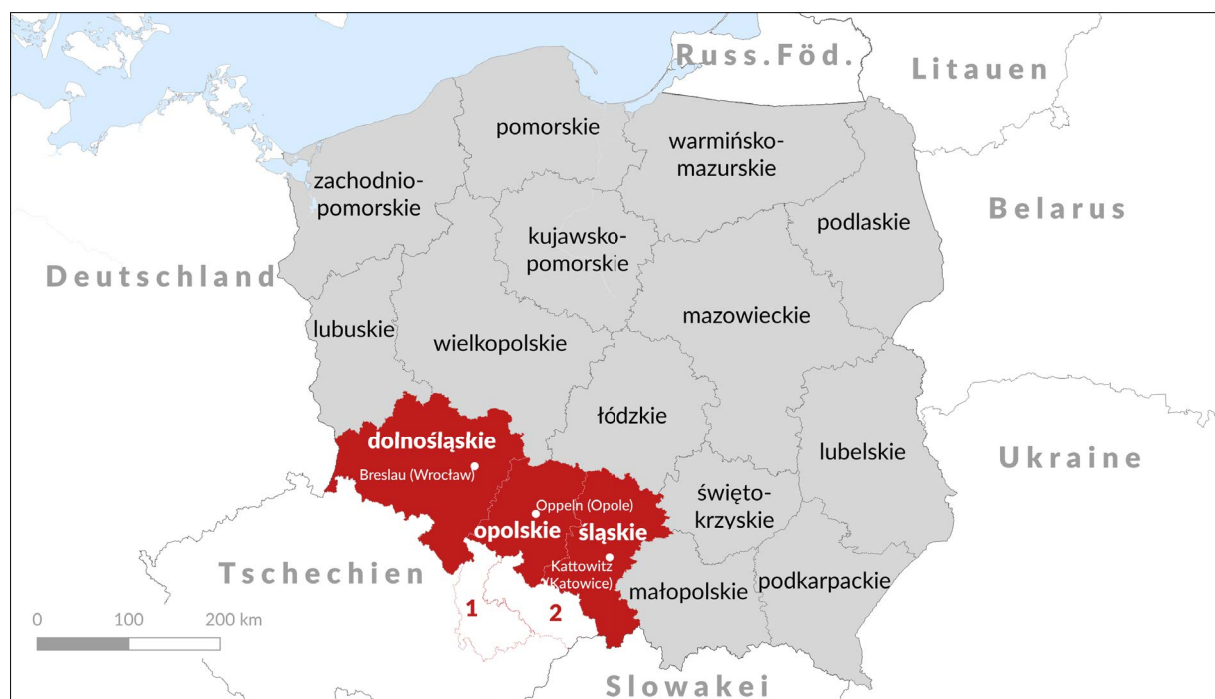 Russ.Föd.
Litauen
pomorskie
warmińsko-
mazurskie
zachodnio-
pomorskie
Belarus
podlaskie
kujawsko-
pomorskie
Deutschland
mazowieckie
lubuskie
wielkopolskie
łódzkie
dolnośląskie
lubelskie
Ukraine
Breslau (Wrocław)
święto-
krzyskie
Oppeln (Opole)
opolskie
śląskie
Kattowitz
(Katowice)
Tschechien
podkarpackie
małopolskie
1
2
0 100 200 km
Slowakei